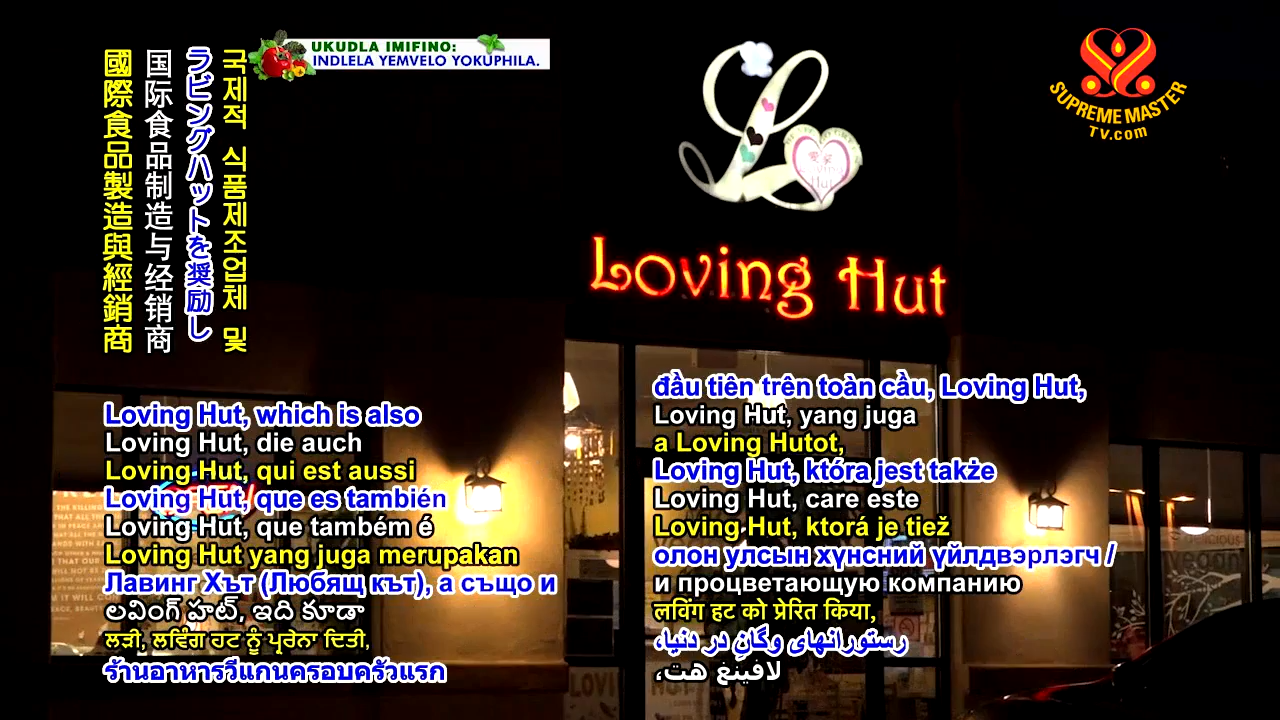 UKUDLA IMIFINO:
INDLELA YEMVELO YOKUPHILA.
SUPREME MASTER
TV.com
국제적 식품제조업체 및
ラビングハットを奨励し
国际食品制造与经销商
國際食品製造與經銷商
Loving
Hut
Loving Hut
Loving Hut, which is also
Loving Hut, die auch
Loving Hut, qui est aussi
Loving Hut, que es también
Loving Hut, que também é
Loving Hut yang juga merupakan
Лавинг Хът (Любящ кът), а също и
లవింగ్ హట్, ఇది కూడా
ਲੜੀ, ਲਵਿੰਗ ਹਟ ਨੂੰ ਪ੍ਰੇਰਨਾ ਦਿਤੀ,
ร้านอาหารวีแกนครอบครัวแรก
đầu tiên trên toàn cầu, Loving Hut,
Loving Hut, yang juga
a Loving Hutot,
Loving Hut, która jest także
Loving Hut, care este
Loving Hut, ktorá je tiež
олон улсын хүнсний үйлдвэрлэгч /
и процветающую компанию
लविंग हट को प्रेरित किया,
رستورانهای وگانِ در دنیا،
لافينغ هت،